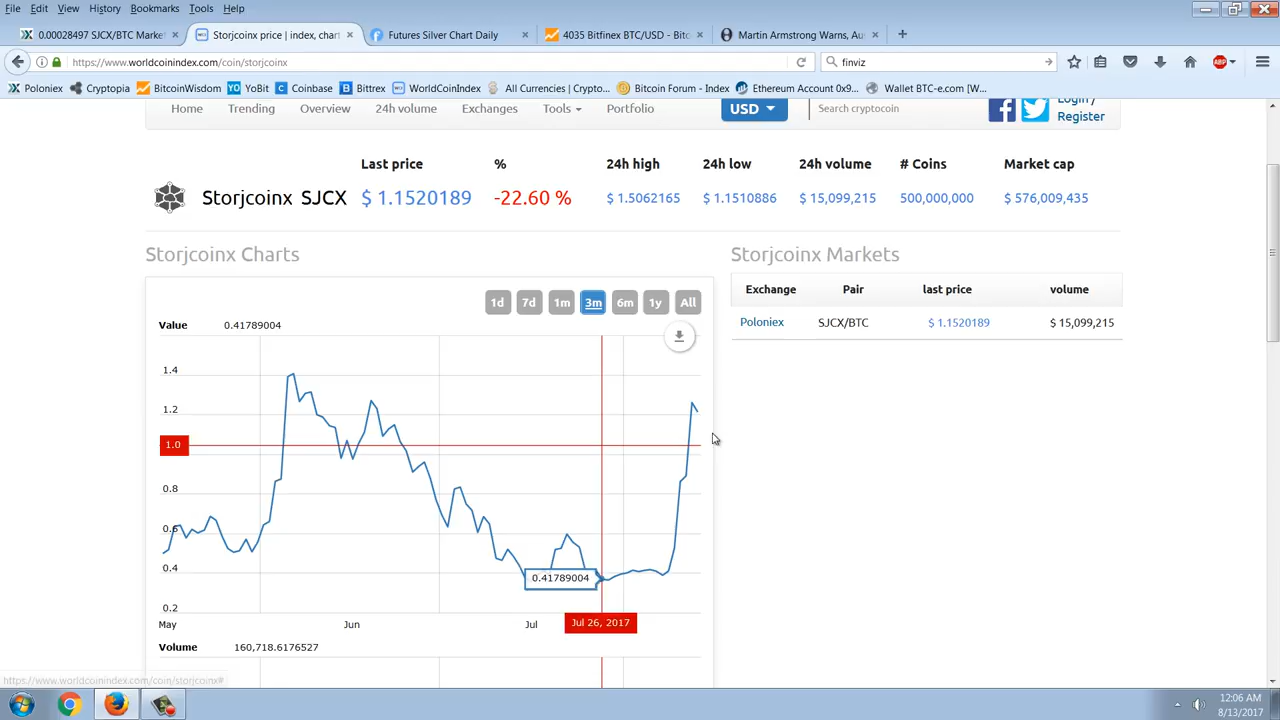 File Edit View History Bookmarks Tools Help
0.00028497 SJCX/BTC Marke × Storjcoinx price | index, char × Futures Silver Chart Daily × 4035 Bitfinex BTC/USD - Bitc × Martin Armstrong Warns, Au × +
https://www.worldcoinindex.com/coin/storjcoinx finviz
Poloniex Cryptopia BitcoinWisdom YoBit Coinbase Bittrex WorldCoinIndex All Currencies | Crypto... Bitcoin Forum - Index Ethereum Account 0x9... Wallet BTC-e.com [W...
Home Trending Overview 24h volume Exchanges Tools Portfolio USD Search cryptocoin Login / Register
Last price % 24h high 24h low 24h volume # Coins Market cap
Storjcoinx SJCX $ 1.1520189 -22.60 % $ 1.5062165 $ 1.1510886 $ 15,099,215 500,000,000 $ 576,009,435
Storjcoinx Charts
1d 7d 1m 3m 6m 1y All
Value 0.41789004
1.4
1.2
1.0
0.8
0.6
0.4
0.2
0.41789004
May Jun Jul Jul 26, 2017
Volume 160,718.6176527
Storjcoinx Markets
Exchange Pair last price volume
Poloniex SJCX/BTC $ 1.1520189 $ 15,099,215
https://www.worldcoinindex.com/coin/storjcoinx#
12:06 AM
8/13/2017